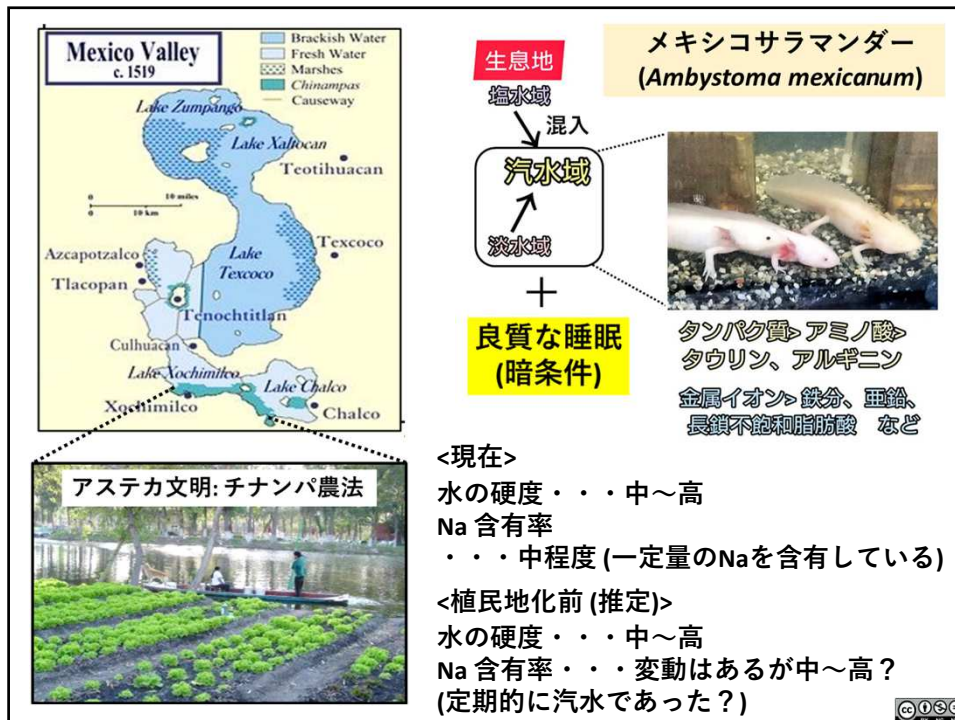 Mexico Valley
c. 1519
Brackish Water
Fresh Water
Marshes
Chinampas
Causeway
Lake Zumpango
Lake Xaltocan
Teotihuacan
0 10 miles
0 10 km
Lake
Texcoco
Texcoco
Azcapotzalco
Tlacopan
Tenochtitlan
Culhuacan
Lake Xochimilco
Lake Chalco
Xochimilco
Chalco
アステカ文明: チナンパ農法
メキシコサラマンダー
(Ambystoma mexicanum)
生息地
塩水域
混入
汽水域
淡水域
+
良質な睡眠
(暗条件)
タンパク質> アミノ酸>
タウリン、アルギニン
金属イオン> 鉄分、亜鉛、
長鎖不飽和脂肪酸 など
<現在>
水の硬度・・・中～高
Na 含有率
・・・中程度 (一定量のNaを含有している)
<植民地化前 (推定)>
水の硬度・・・中～高
Na 含有率・・・変動はあるが中～高？
(定期的に汽水であった？)
cc